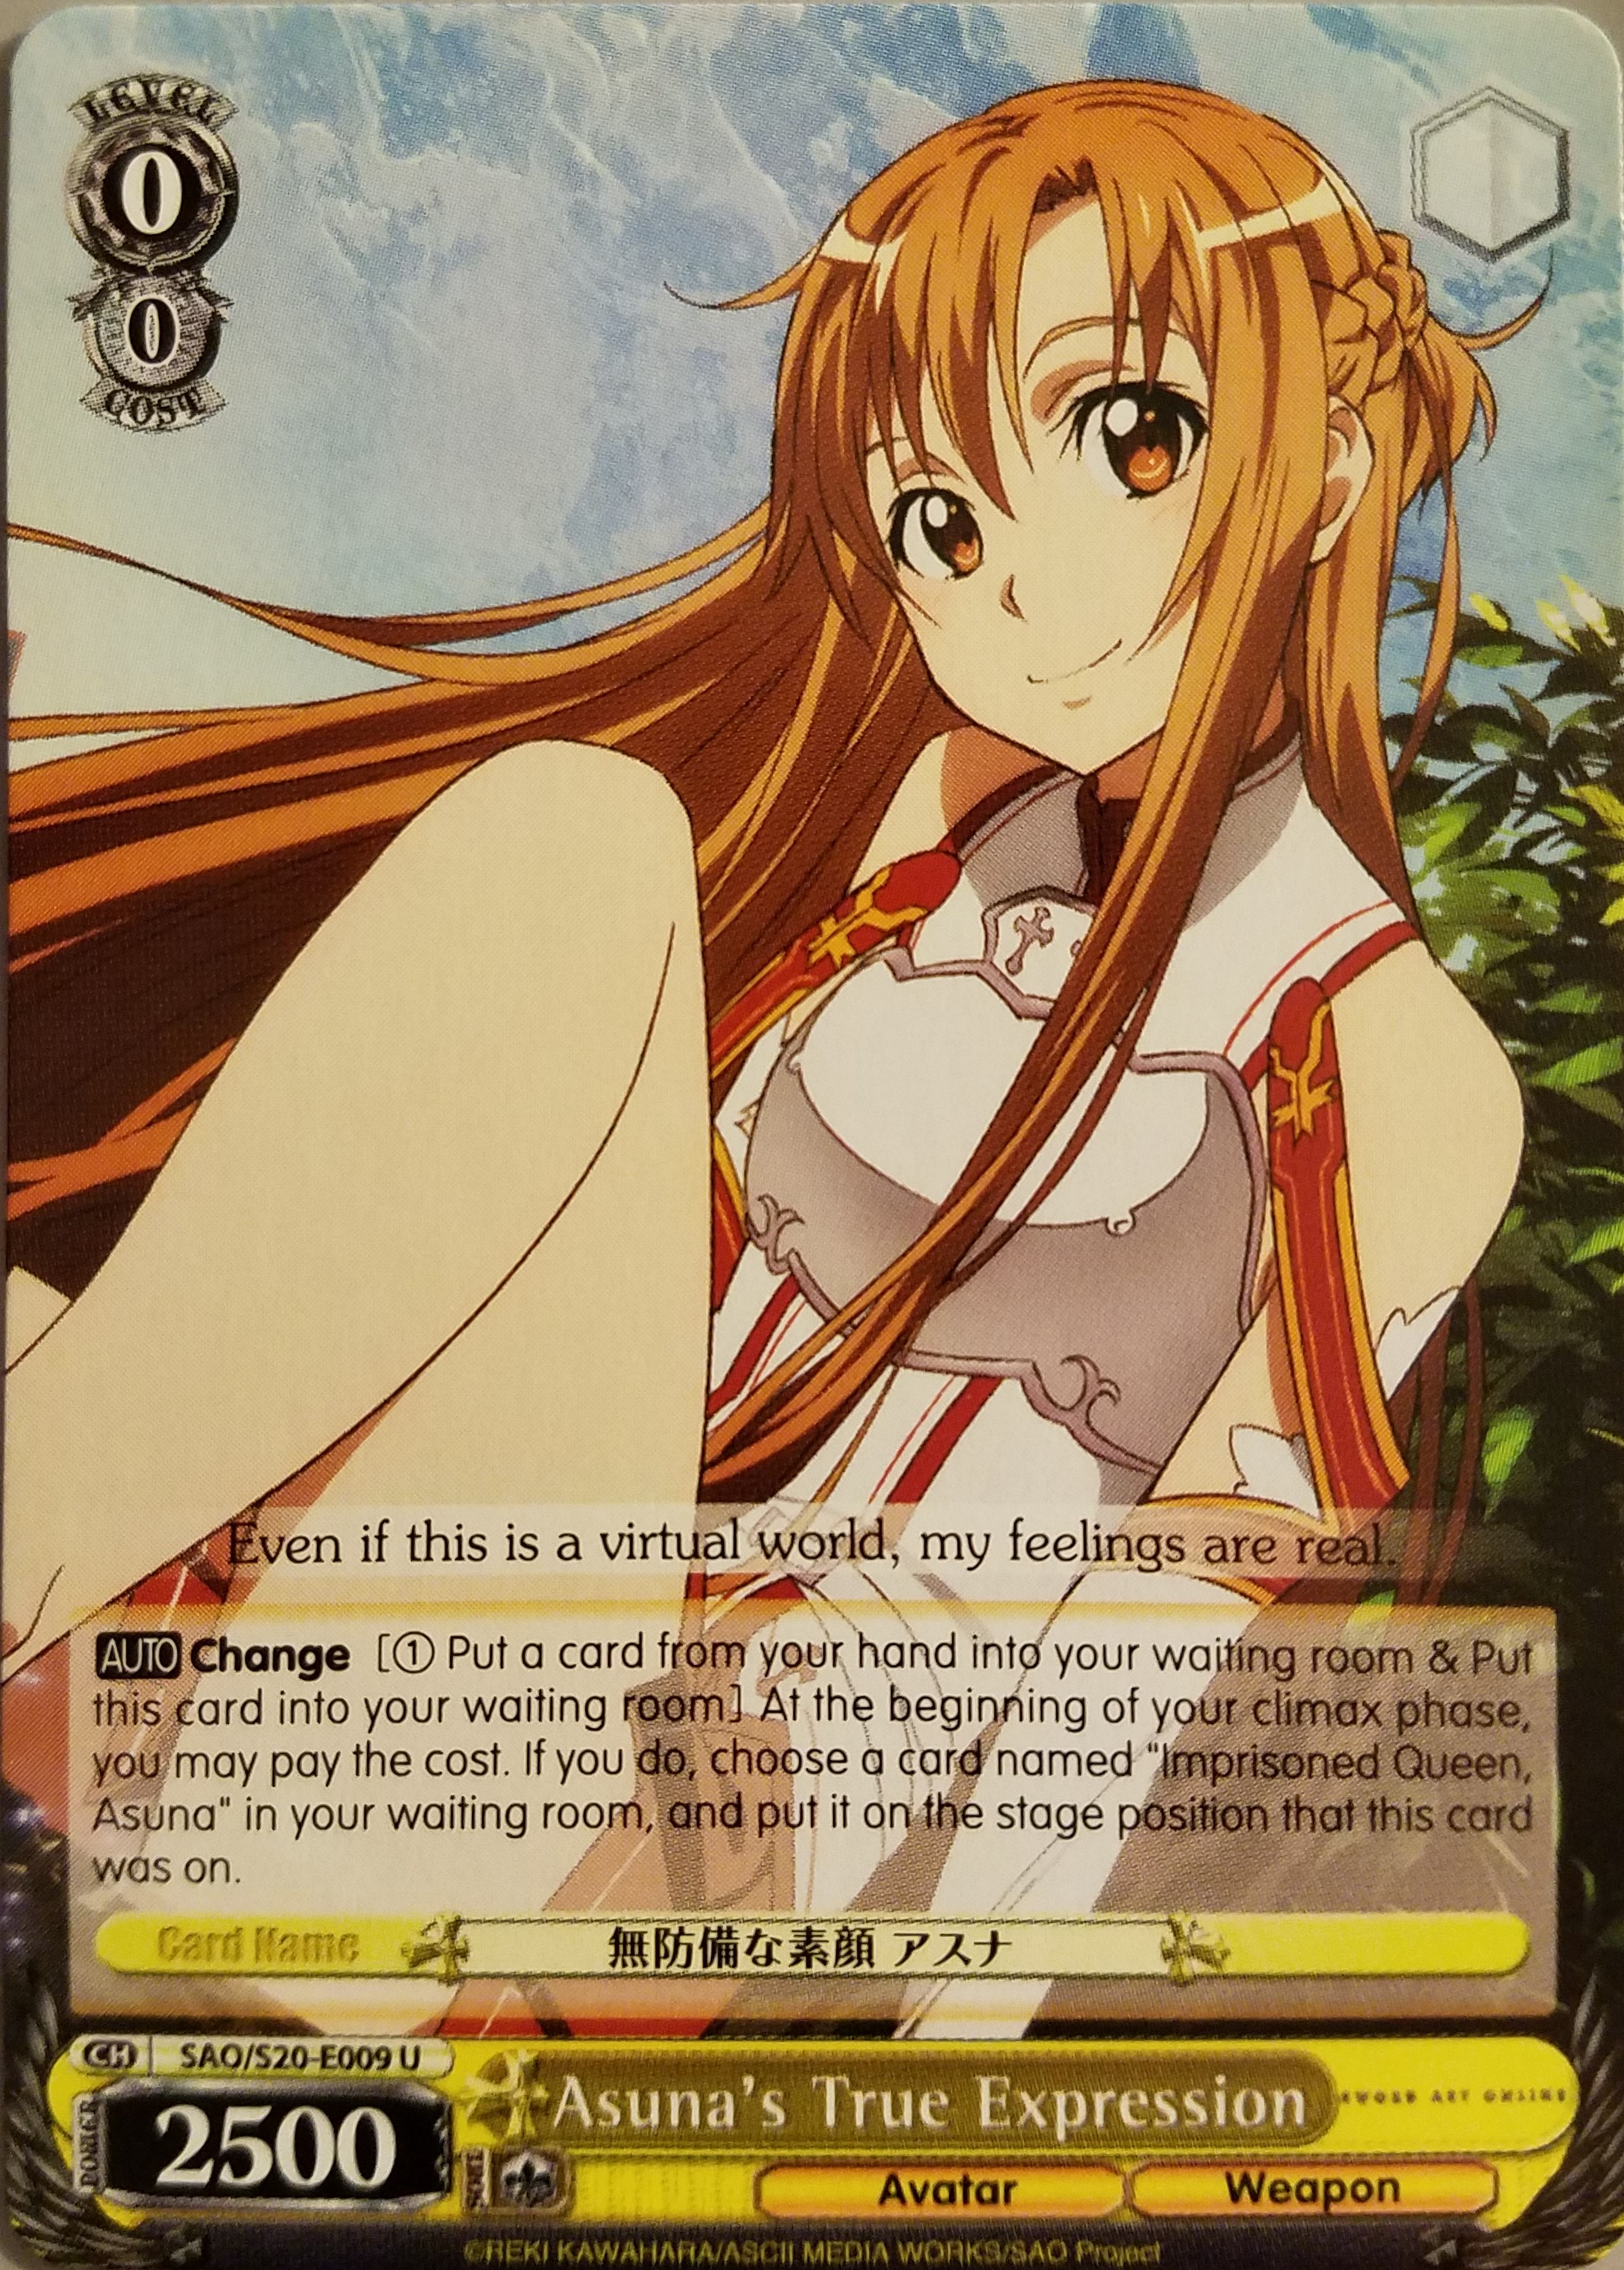 LEVEL
0
0
COST
Even if this is a virtual world, my feelings are real.
AUTO Change [① Put a card from your hand into your waiting room & Put
this card into your waiting room] At the beginning of your climax phase,
you may pay the cost. If you do, choose a card named "Imprisoned Queen,
Asuna" in your waiting room, and put it on the stage position that this card
was on.
Card Name 無防備な素顔 アスナ
CH SAO/S20-E009 U
Asuna's True Expression SWORD ART ONLINE
POWER 2500 SOUL Avatar Weapon
©REKI KAWAHARA/ASCII MEDIA WORKS/SAO Project